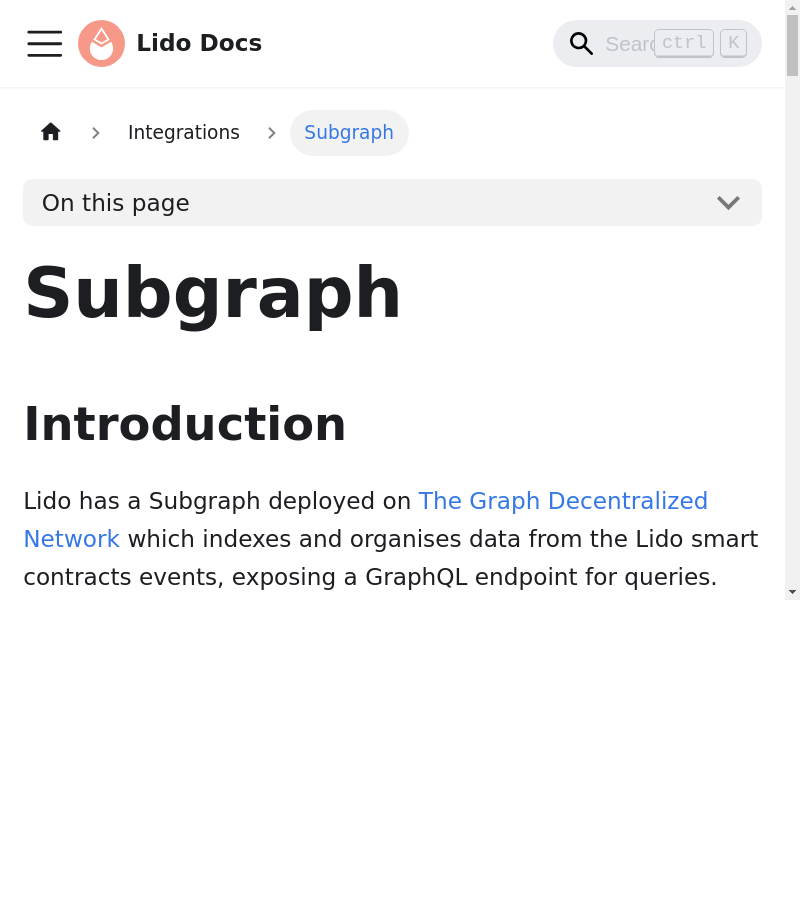 Lido Docs
Search ctrl K
Integrations
Subgraph
On this page
Subgraph
Introduction
Lido has a Subgraph deployed on The Graph Decentralized
Network which indexes and organises data from the Lido smart
contracts events, exposing a GraphQL endpoint for queries.